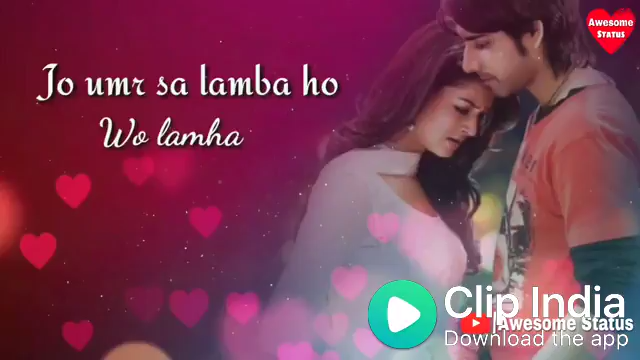 Awesome
Status
Jo umr sa lamba ho
Wo lamha
Clip India
Awesome Status
Download the app